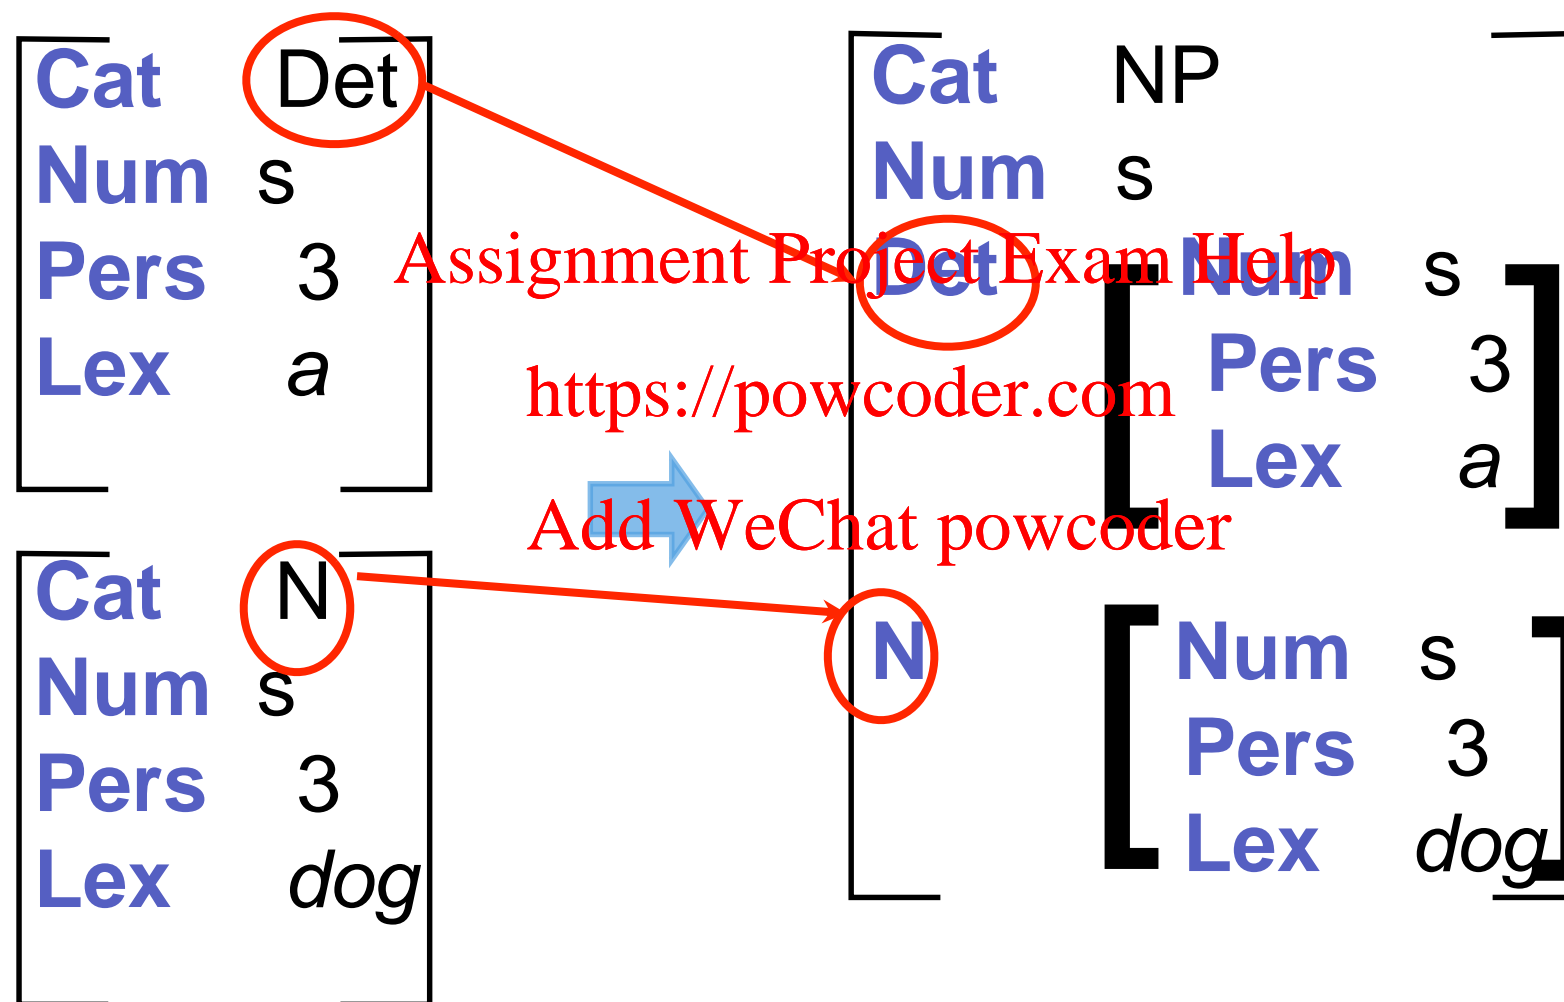 Cat Det
Num s
Pers 3
Lex a
Cat N
Num s
Pers 3
Lex dog
Cat NP
Num s
Det Num s
Pers 3
Lex a
N Num s
Pers 3
Lex dog
Assignment Project Exam Help
https://powcoder.com
Add WeChat powcoder